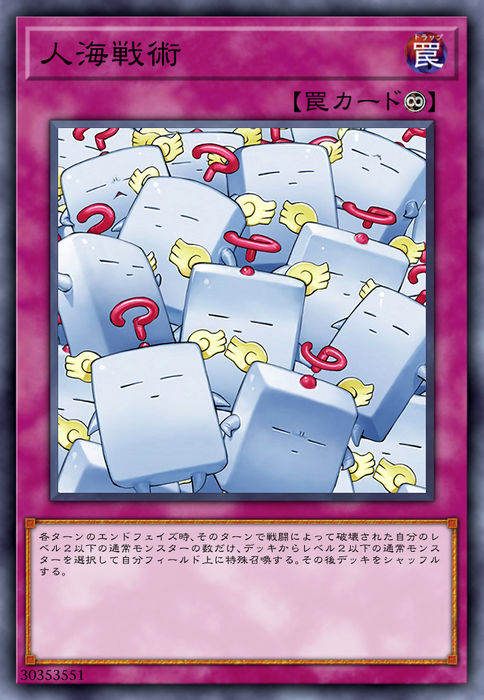 人海戦術
トラップ
罠
【罠カード∞】
各ターンのエンドフェイズ時、そのターンで戦闘によって破壊された自分のレ
ベル２以下の通常モンスターの数だけ、デッキからレベル２以下の通常モンス
ターを選択して自分フィールド上に特殊召喚する。その後デッキをシャッフル
する。
30353551